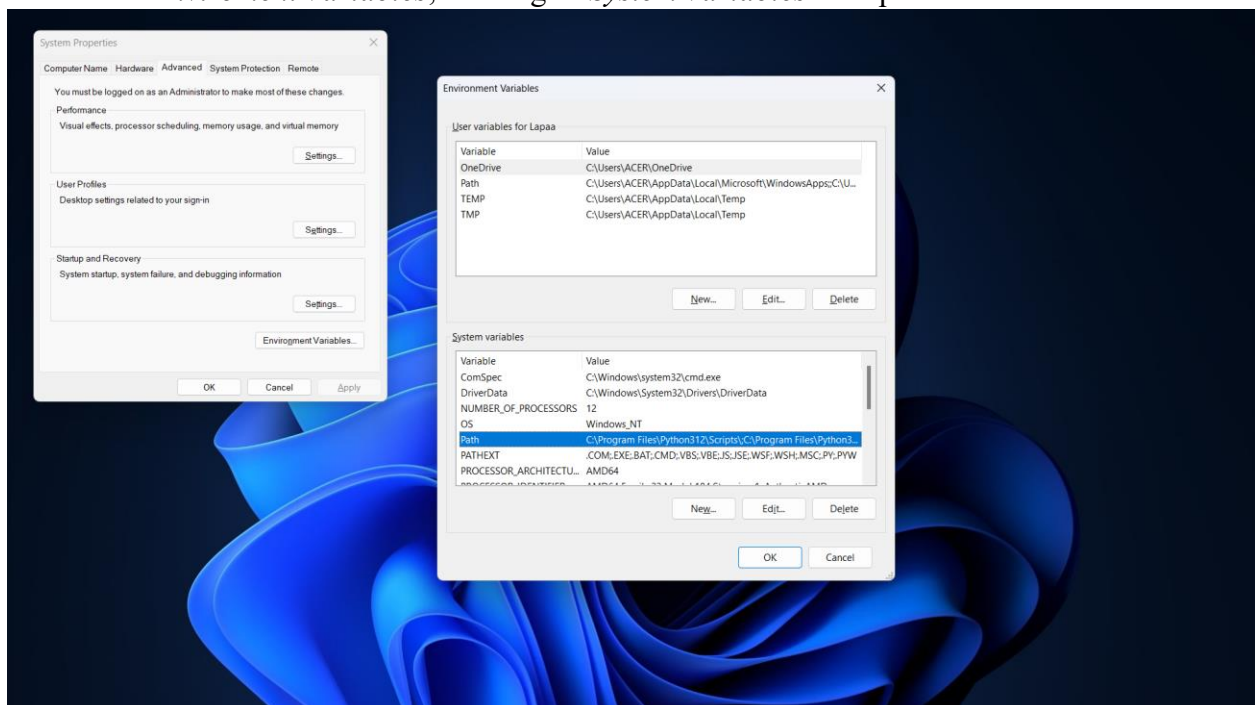 System Properties
Computer Name Hardware Advanced System Protection Remote
You must be logged on as an Administrator to make most of these changes.
Performance
Visual effects, processor scheduling, memory usage, and virtual memory
Settings...
User Profiles
Desktop settings related to your sign-in
Settings...
Startup and Recovery
System startup, system failure, and debugging information
Settings...
Environment Variables...
OK Cancel Apply
Environment Variables
User variables for Lapaa
Variable Value
OneDrive C:\Users\ACER\OneDrive
Path C:\Users\ACER\AppData\Local\Microsoft\WindowsApps;;C:\U...
TEMP C:\Users\ACER\AppData\Local\Temp
TMP C:\Users\ACER\AppData\Local\Temp
New... Edit... Delete
System variables
Variable Value
ComSpec C:\Windows\system32\cmd.exe
DriverData C:\Windows\System32\Drivers\DriverData
NUMBER_OF_PROCESSORS 12
OS Windows_NT
Path C:\Program Files\Python312\Scripts\;C:\Program Files\Python3...
PATHEXT .COM;.EXE;.BAT;.CMD;.VBS;.VBE;.JS;.JSE;.WSF;.WSH;.MSC;.PY;.PYW
PROCESSOR_ARCHITECTU... AMD64
New... Edit... Delete
OK Cancel